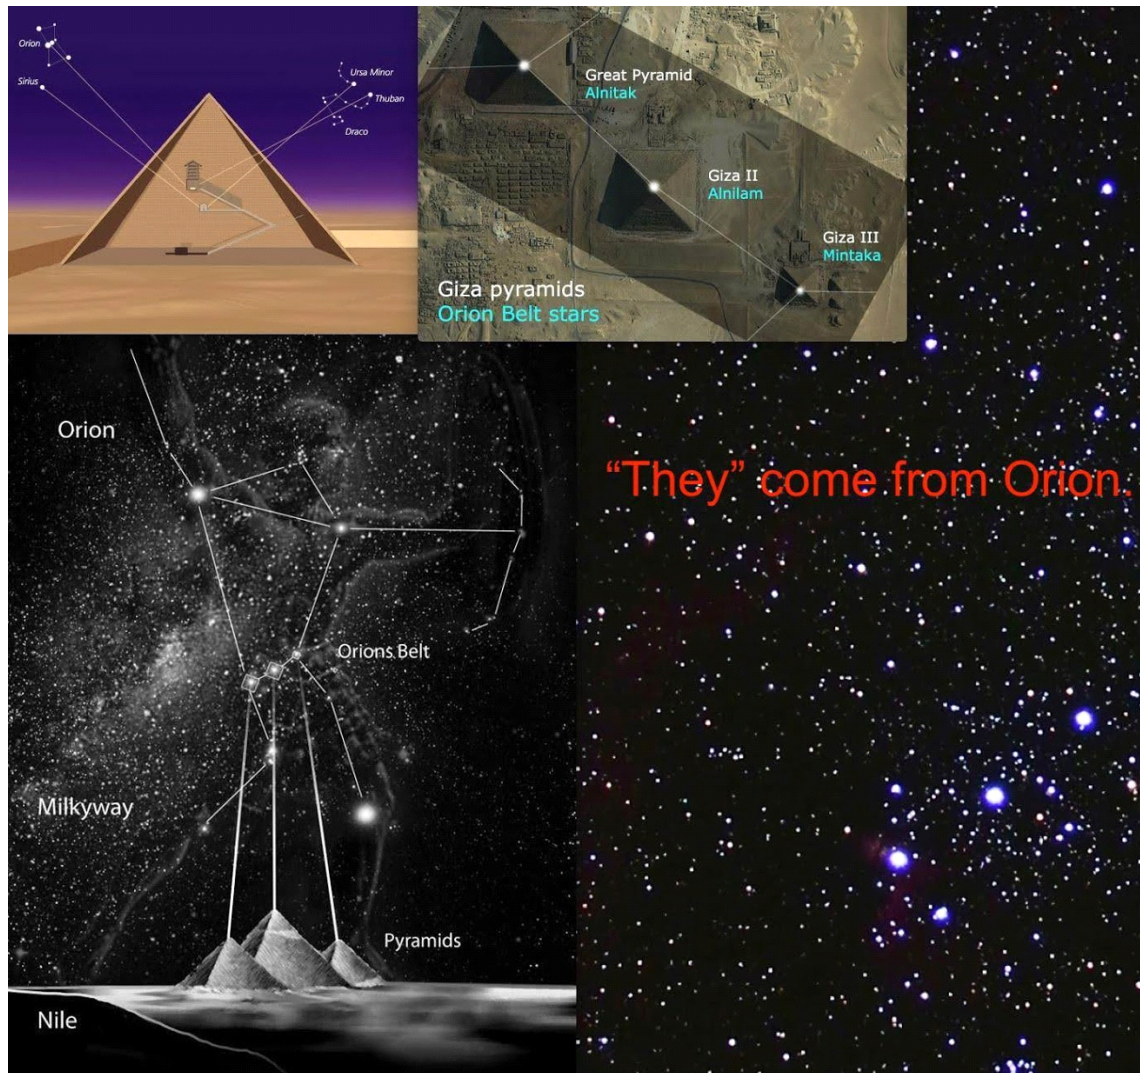 Orion
Sirius
Ursa Minor
Thuban
Draco
Great Pyramid
Alnitak
Giza II
Alnilam
Giza III
Mintaka
Giza pyramids
Orion Belt stars
Orion
Orions Belt
Milkyway
Pyramids
Nile
“They” come from Orion.